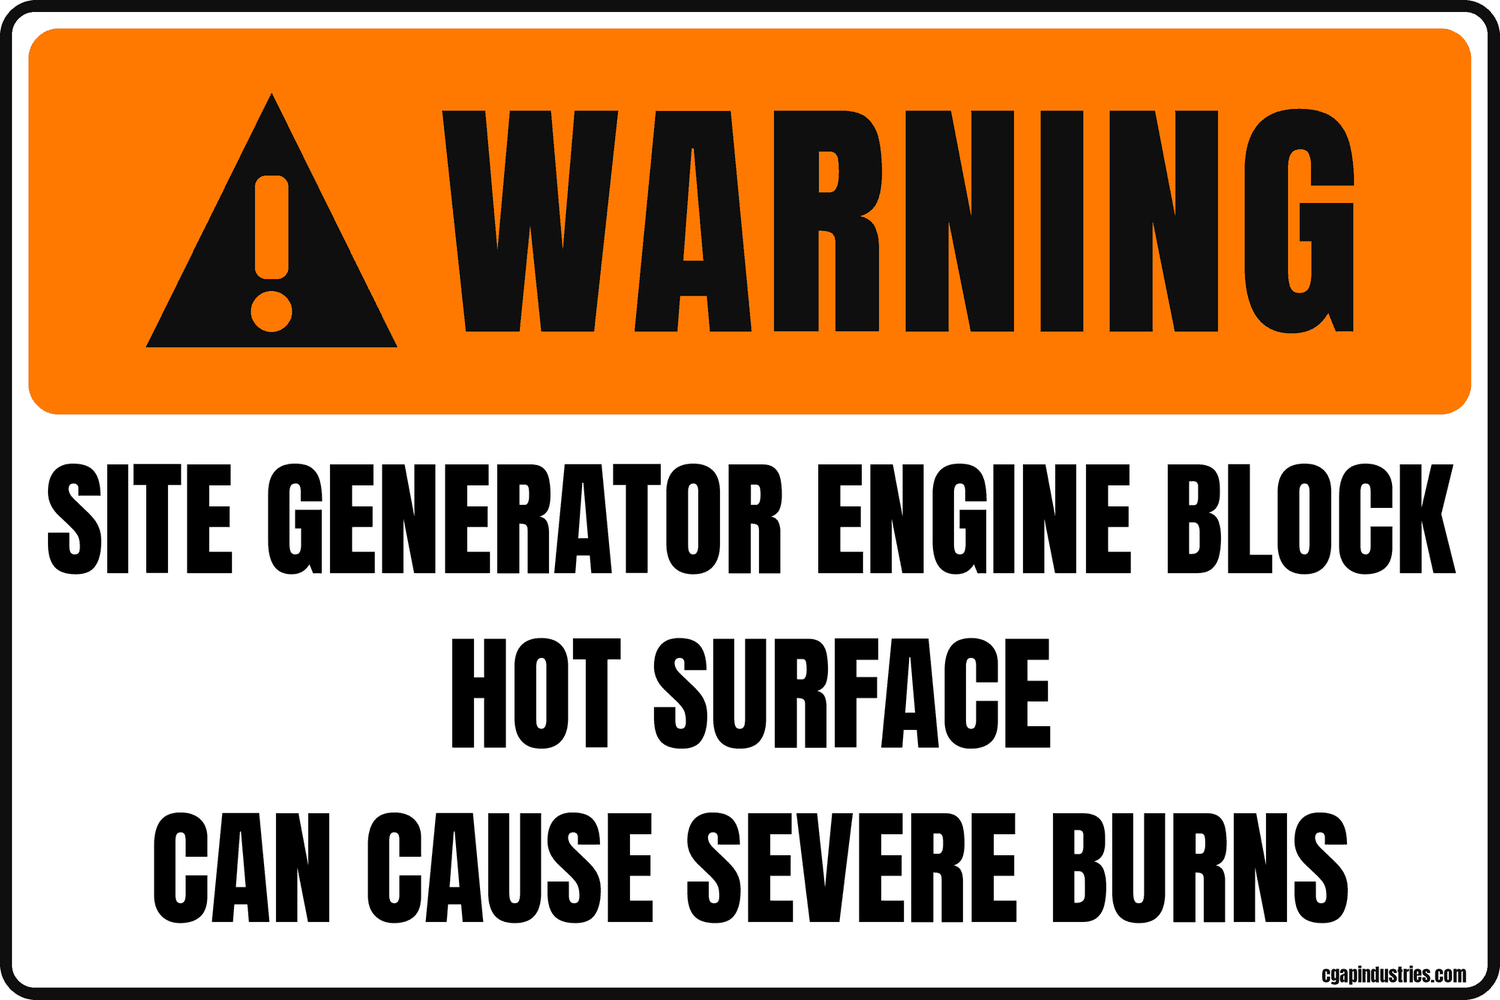 WARNING
SITE GENERATOR ENGINE BLOCK
HOT SURFACE
CAN CAUSE SEVERE BURNS
cgapindustries.com